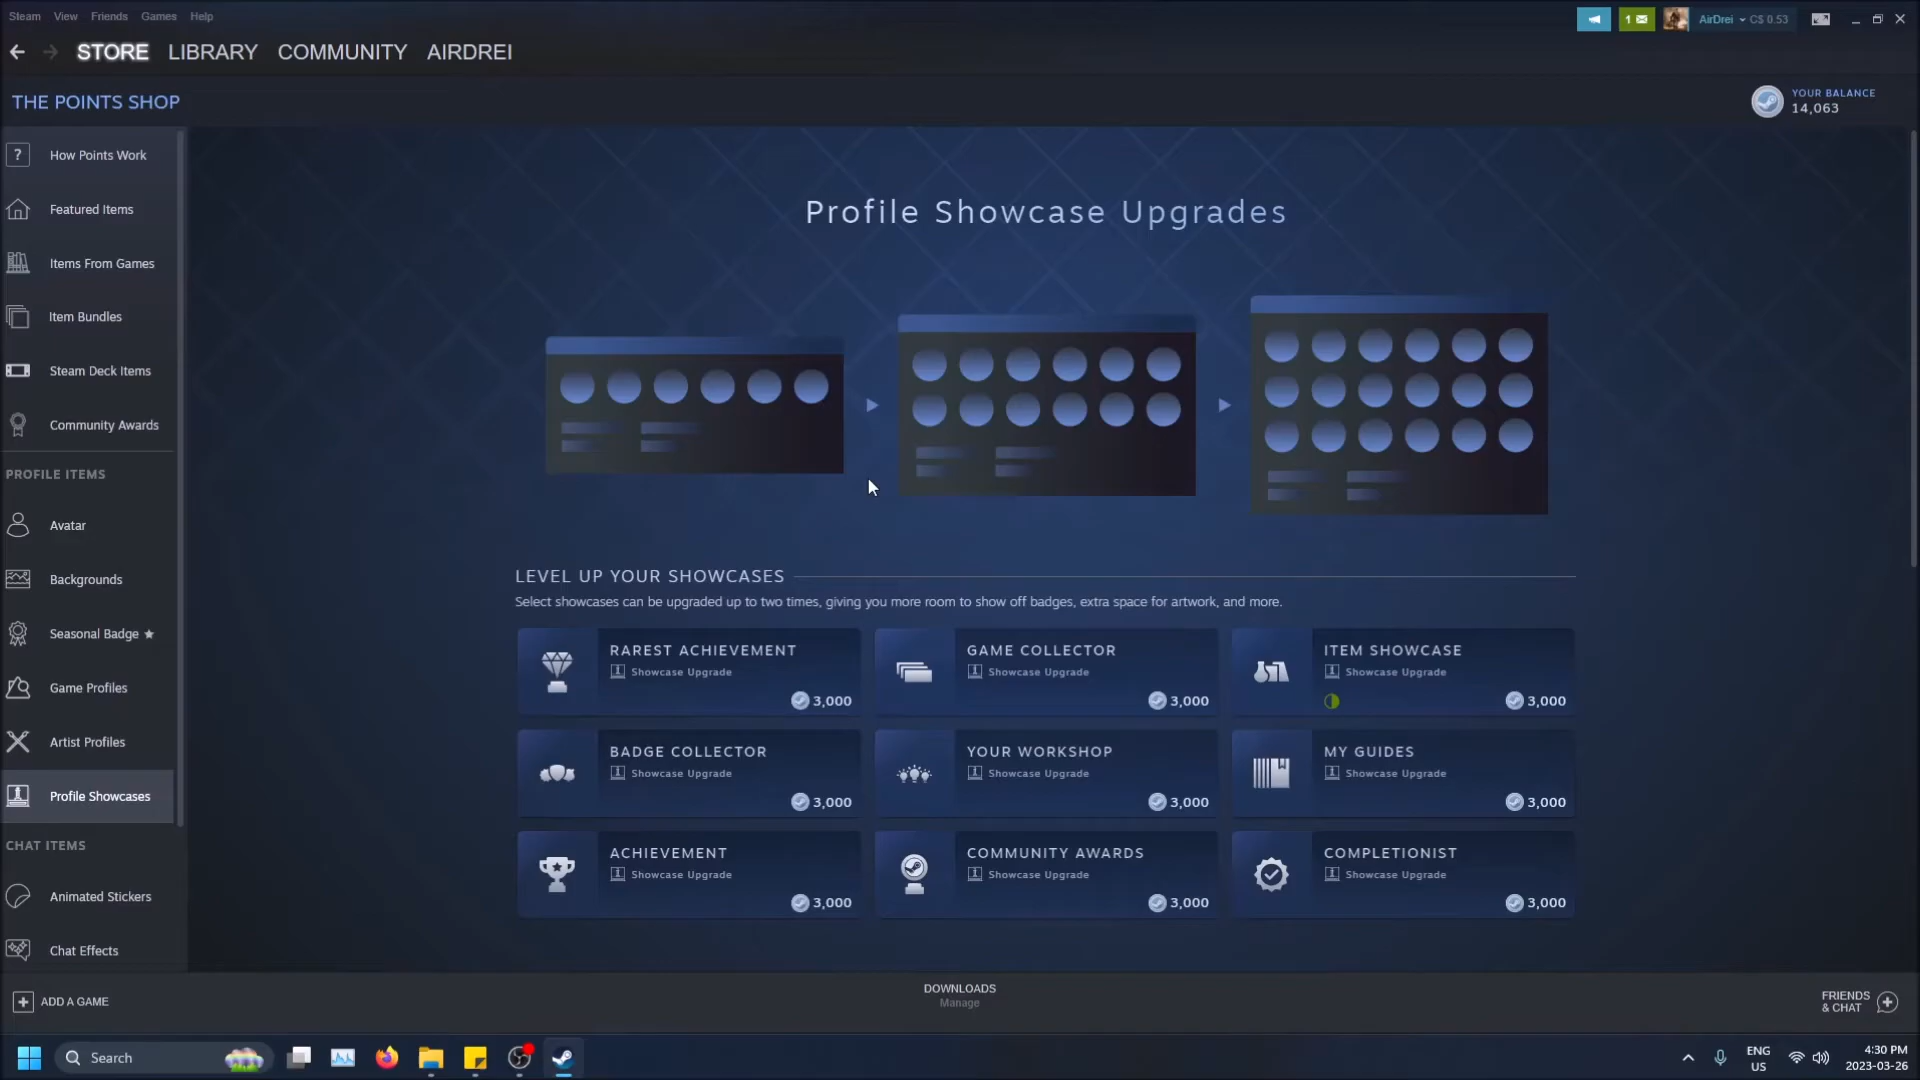 Steam View Friends Games Help
1 AirDrei C$ 0.53
STORE LIBRARY COMMUNITY AIRDREI
THE POINTS SHOP
YOUR BALANCE
14,063
? How Points Work
Featured Items
Items From Games
Item Bundles
Steam Deck Items
Community Awards
PROFILE ITEMS
Avatar
Backgrounds
Seasonal Badge ★
Game Profiles
Artist Profiles
Profile Showcases
CHAT ITEMS
Animated Stickers
Chat Effects
Profile Showcase Upgrades
LEVEL UP YOUR SHOWCASES
Select showcases can be upgraded up to two times, giving you more room to show off badges, extra space for artwork, and more.
RAREST ACHIEVEMENT
Showcase Upgrade
3,000
GAME COLLECTOR
Showcase Upgrade
3,000
ITEM SHOWCASE
Showcase Upgrade
3,000
BADGE COLLECTOR
Showcase Upgrade
3,000
YOUR WORKSHOP
Showcase Upgrade
3,000
MY GUIDES
Showcase Upgrade
3,000
ACHIEVEMENT
Showcase Upgrade
3,000
COMMUNITY AWARDS
Showcase Upgrade
3,000
COMPLETIONIST
Showcase Upgrade
3,000
+ ADD A GAME
DOWNLOADS
Manage
FRIENDS
& CHAT +
Search
ENG
US
4:30 PM
2023-03-26